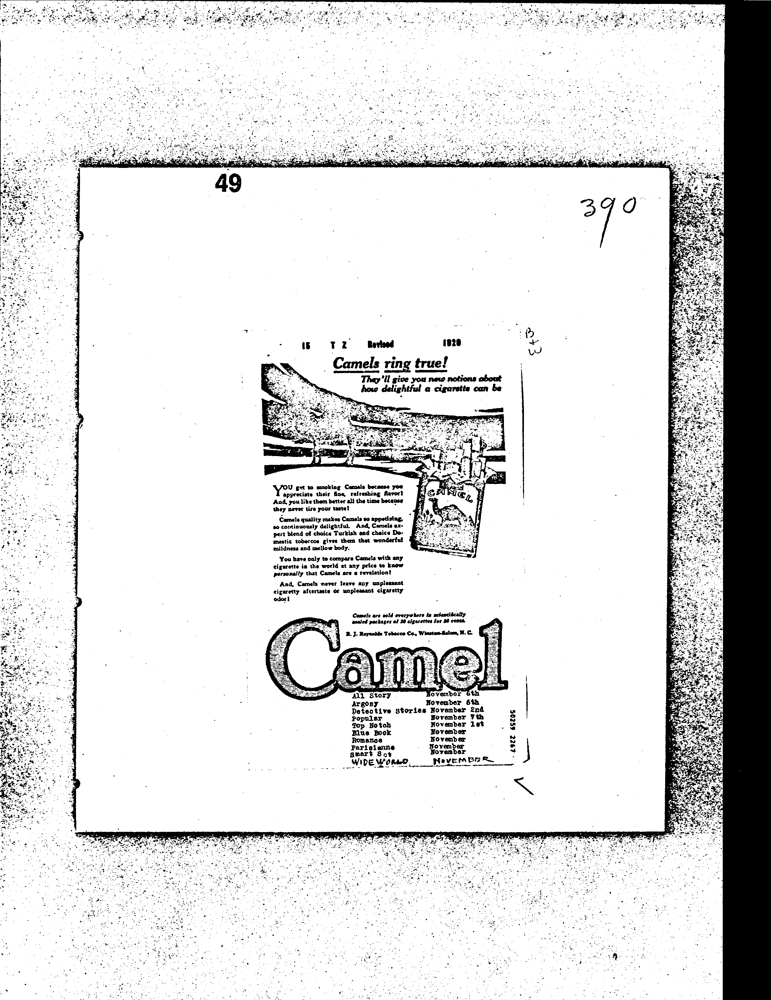 49
390
B+3
15 T Z Revised 1920
Camels ring true!
They'll give you new notions about
how delightful a cigarette can be
CAMEL
YOU get to smoking Camels because you
appreciate their fine, refreshing flavor!
And, you like them better all the time because
they never tire your taste!
Camels quality makes Camels so appetizing,
so continuously delightful. And, Camels ex-
pert blend of choice Turkish and choice Do-
mestic tobaccos gives them that wonderful
mildness and mellow body.
You have only to compare Camels with any
cigarette in the world at any price to know
personally that Camels are a revelation!
And, Camels never leave any unpleasant
cigaretty aftertaste or unpleasant cigaretty
odor!
Camels are sold everywhere in scientifically
sealed packages of 20 cigarettes for 20 cents.
R. J. Reynolds Tobacco Co., Winston-Salem, N. C.
Camel
All Story November 6th
Argosy November 6th
Detective Stories November 2nd
Popular November 7th
Top Notch November 1st
Blue Book November
Romance November
Parisienne November
Smart Set November
WIDE WORLD NOVEMBER
50259 2267